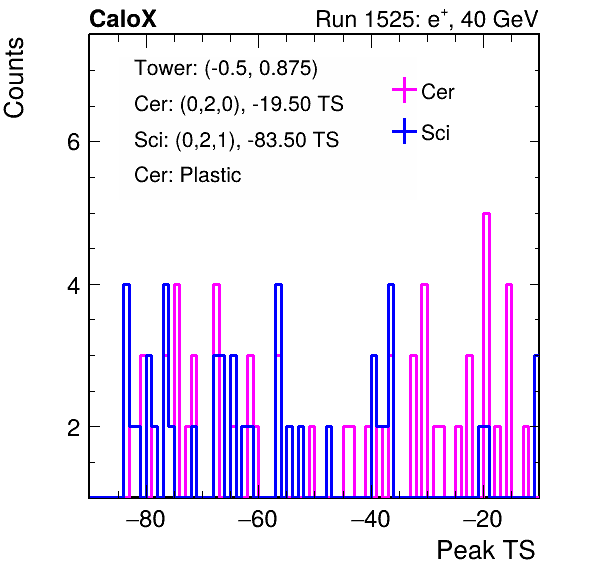 CaloX Run 1525: e+, 40 GeV
Counts
Tower: (-0.5, 0.875)
Cer: (0,2,0), -19.50 TS
Sci: (0,2,1), -83.50 TS
Cer: Plastic
Cer
Sci
6
4
2
−80 −60 −40 −20
Peak TS